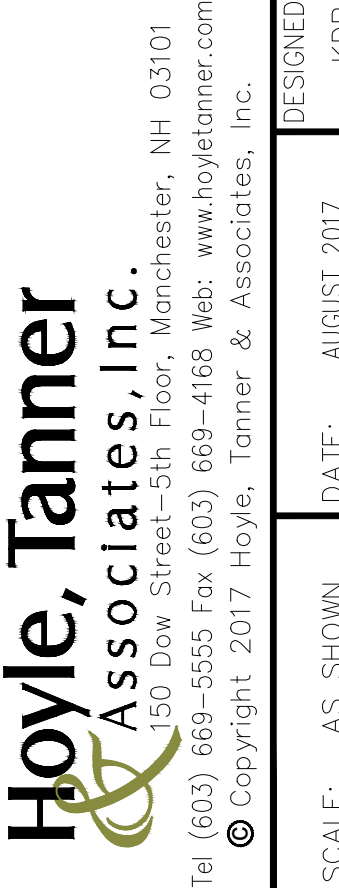 Hoyle, Tanner
& Associates, Inc.
150 Dow Street-5th Floor, Manchester, NH 03101
Tel (603) 669-5555 Fax (603) 669-4168 Web: www.hoyletanner.com
© Copyright 2017 Hoyle, Tanner & Associates, Inc.
DESIGNED
SCALE: AS SHOWN
DATE: AUGUST 2017